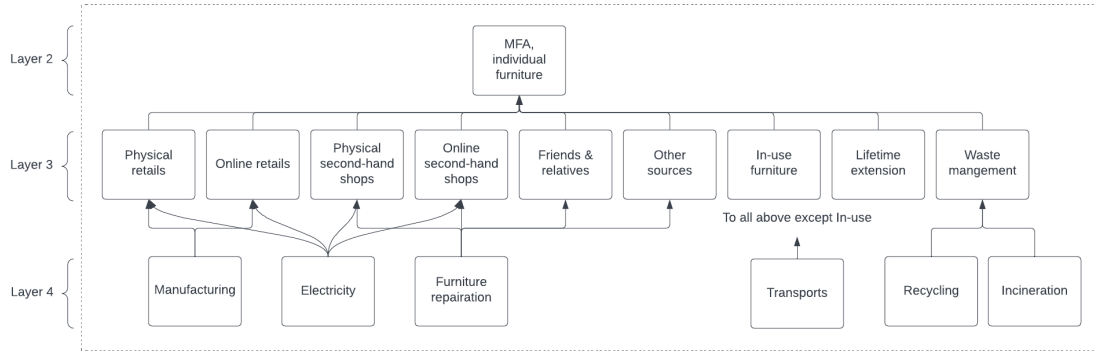 Layer 2
MFA,
individual
furniture
Layer 3
Physical
retails
Online retails
Physical
second-hand
shops
Online
second-hand
shops
Friends &
relatives
Other
sources
In-use
furniture
Lifetime
extension
Waste
mangement
To all above except In-use
Layer 4
Manufacturing
Electricity
Furniture
repairation
Transports
Recycling
Incineration